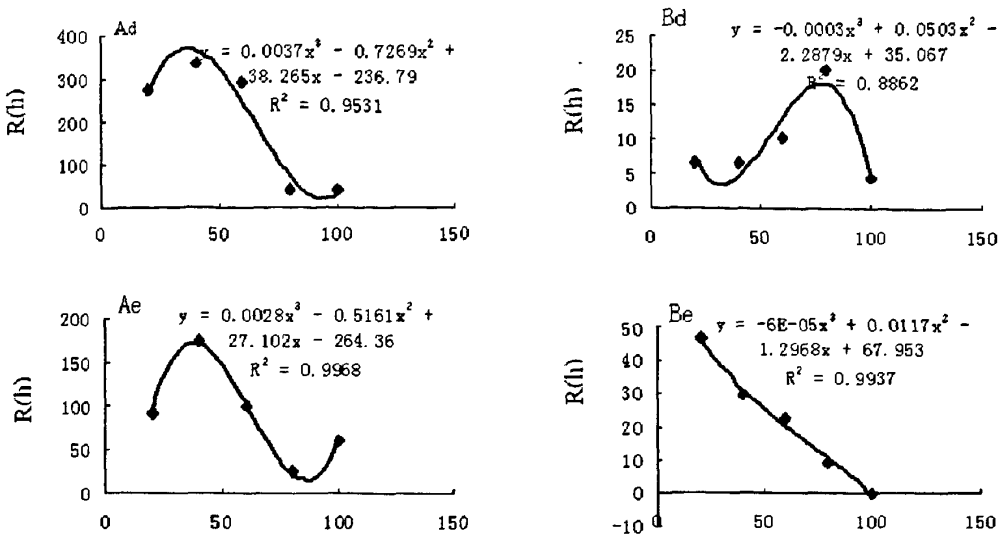 Ad
y = 0.0037x³ - 0.7269x² +
38.265x - 236.79
R² = 0.9531
R(h)
400
300
200
100
0
0 50 100 150
Bd
y = -0.0003x³ + 0.0503x² -
2.2879x + 35.067
R² = 0.8862
R(h)
25
20
15
10
5
0
0 50 100 150
Ae
y = 0.0028x³ - 0.5161x² +
27.102x - 264.36
R² = 0.9968
200
150
100
50
0
0 50 100 150
Be
y = -6E-05x³ + 0.0117x² -
1.2968x + 67.953
R² = 0.9937
R(h)
50
40
30
20
10
0
-10
0 50 100 150